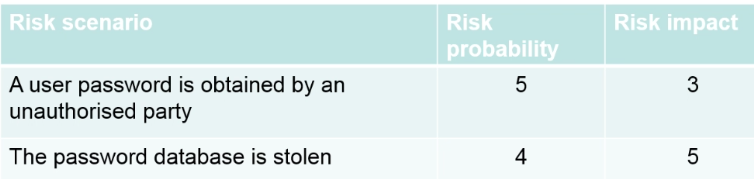 Risk scenario Risk Risk impact
probability
A user password is obtained by an 5 3
unauthorised party
The password database is stolen 4 5